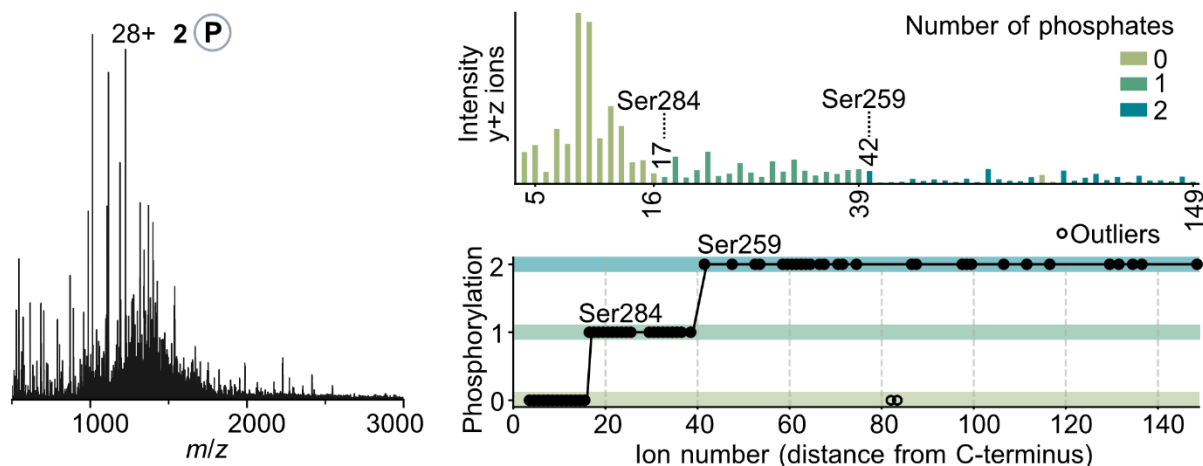 28+ 2 P
1000 2000 3000
m/z
Intensity
y+z ions
Number of phosphates
0
1
2
Ser284
Ser259
17
42
5 16 39 149
Phosphorylation
2
1
0
Outliers
Ser259
Ser284
0 20 40 60 80 100 120 140
Ion number (distance from C-terminus)